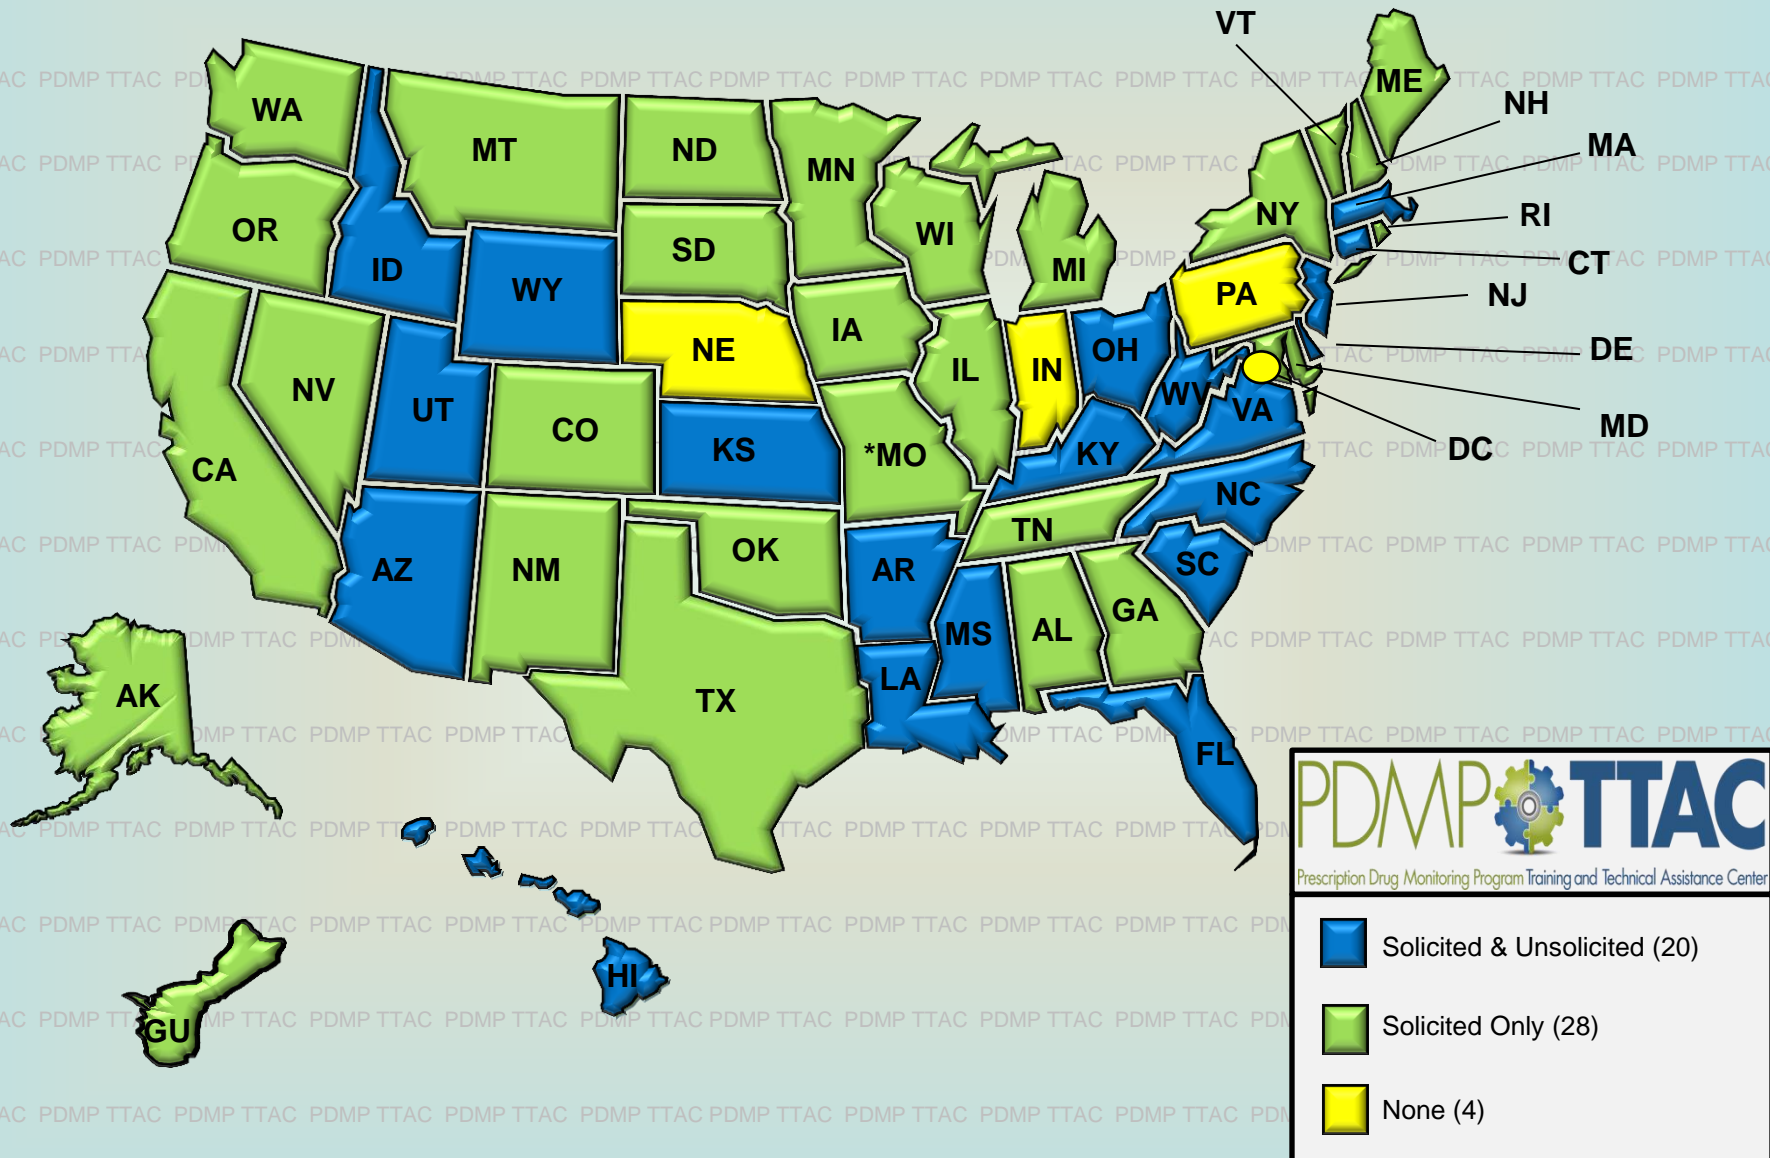 VT
ME
NH
WA
MT
ND
MN
MA
OR
ID
SD
WI
MI
NY
RI
CT
WY
PA
NJ
NE
IA
IL
IN
OH
DE
NV
UT
CO
KS
*MO
KY
WV
VA
MD
DC
CA
NC
AZ
NM
OK
TN
AR
SC
MS
AL
GA
LA
TX
AK
FL
HI
GU
PDMP TTAC
Prescription Drug Monitoring Program Training and Technical Assistance Center
Solicited & Unsolicited (20)
Solicited Only (28)
None (4)